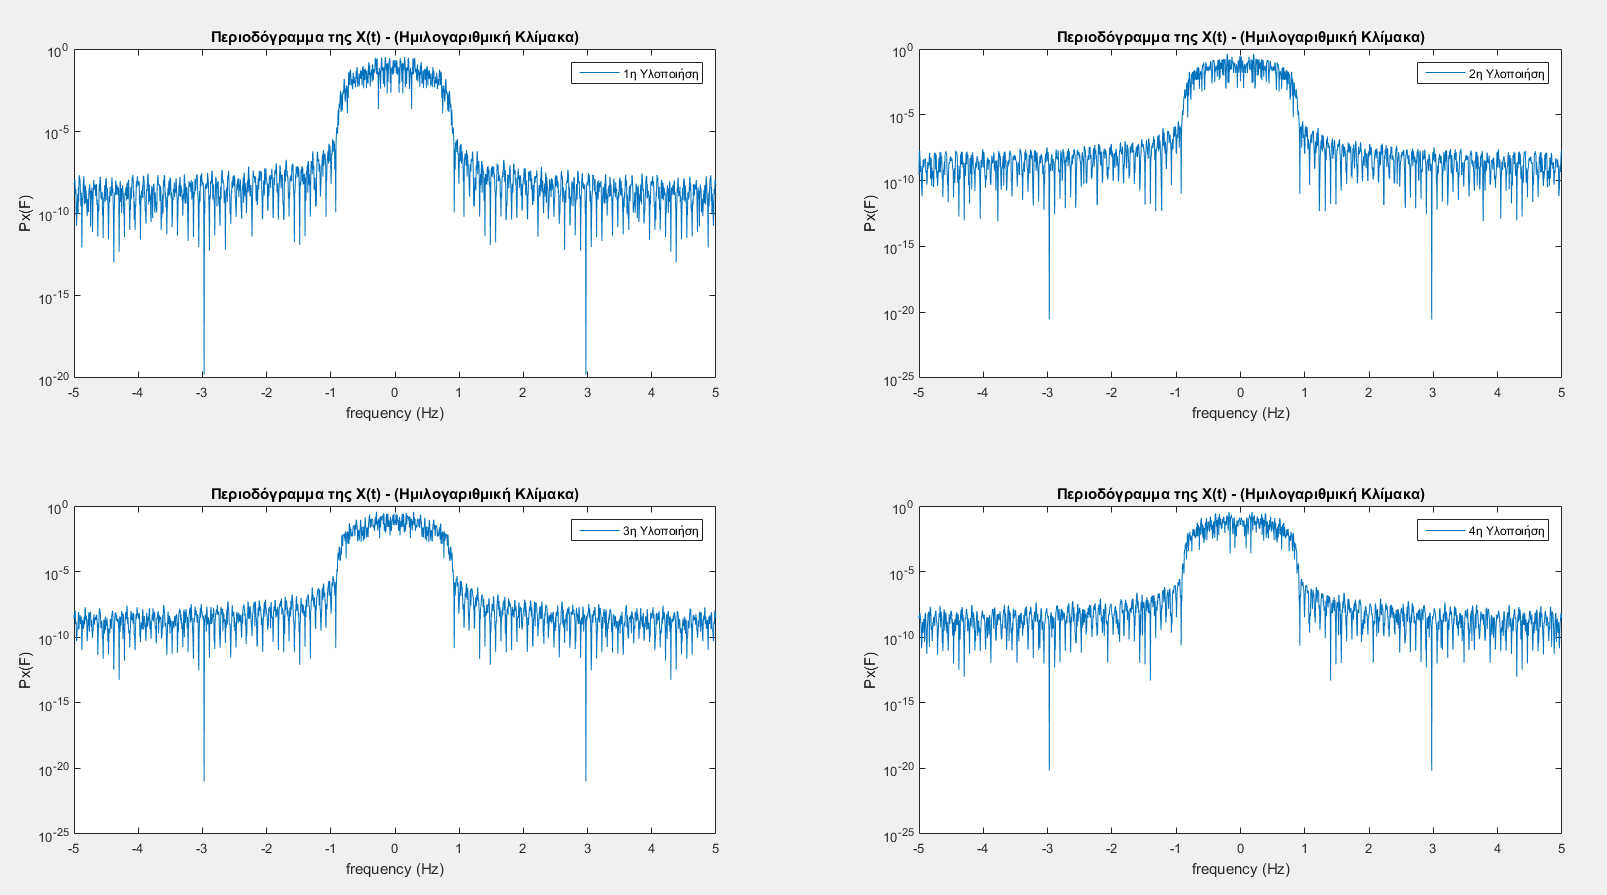 Περιοδόγραμμα της X(t) - (Ημιλογαριθμική Κλίμακα)
1η Υλοποιήση
Px(F)
10^0
10^-5
10^-10
10^-15
10^-20
-5 -4 -3 -2 -1 0 1 2 3 4 5
frequency (Hz)
Περιοδόγραμμα της X(t) - (Ημιλογαριθμική Κλίμακα)
2η Υλοποιήση
Px(F)
10^0
10^-5
10^-10
10^-15
10^-20
10^-25
-5 -4 -3 -2 -1 0 1 2 3 4 5
frequency (Hz)
Περιοδόγραμμα της X(t) - (Ημιλογαριθμική Κλίμακα)
3η Υλοποιήση
Px(F)
10^0
10^-5
10^-10
10^-15
10^-20
10^-25
-5 -4 -3 -2 -1 0 1 2 3 4 5
frequency (Hz)
Περιοδόγραμμα της X(t) - (Ημιλογαριθμική Κλίμακα)
4η Υλοποιήση
Px(F)
10^0
10^-5
10^-10
10^-15
10^-20
10^-25
-5 -4 -3 -2 -1 0 1 2 3 4 5
frequency (Hz)